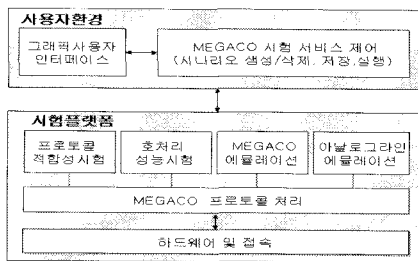 사용자환경
그래픽사용자
인터페이스
MEGACO 시험 서비스 제어
(시나리오 생성/삭제, 저장,실행)
시험플랫폼
프로토콜
적합성시험
호처리
성능시험
MEGACO
에뮬레이션
아날로그라인
에뮬레이션
MEGACO 프로토콜 처리
하드웨어 및 접속